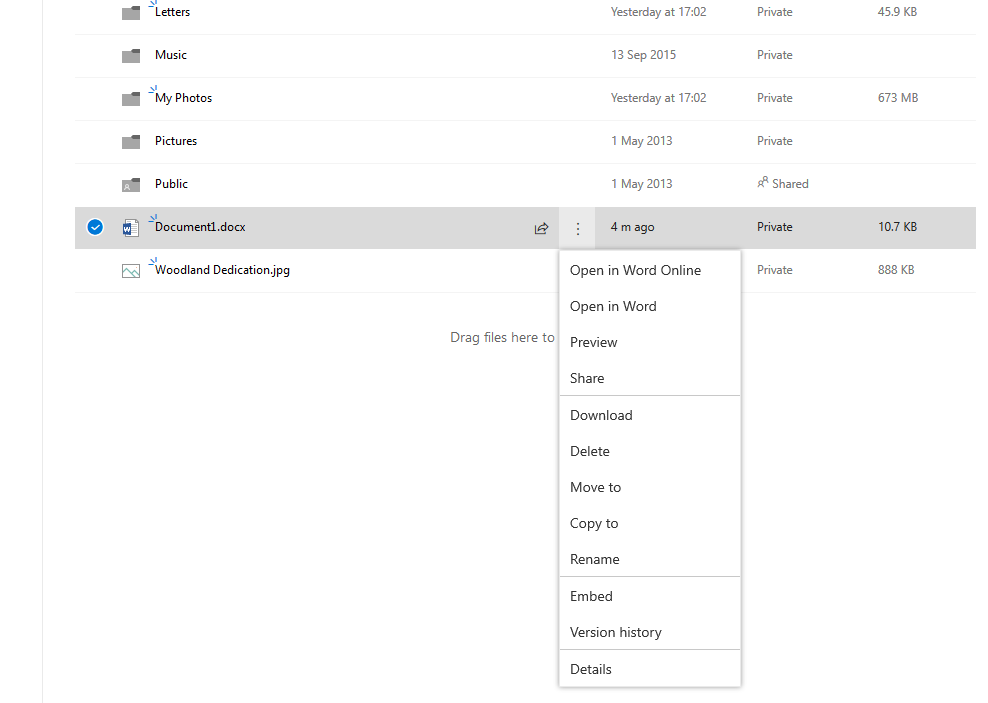 Letters Yesterday at 17:02 Private 45.9 KB
Music 13 Sep 2015 Private
My Photos Yesterday at 17:02 Private 673 MB
Pictures 1 May 2013 Private
Public 1 May 2013 Shared
Document1.docx 4 m ago Private 10.7 KB
Woodland Dedication.jpg Private 888 KB
Drag files here to
Open in Word Online
Open in Word
Preview
Share
Download
Delete
Move to
Copy to
Rename
Embed
Version history
Details